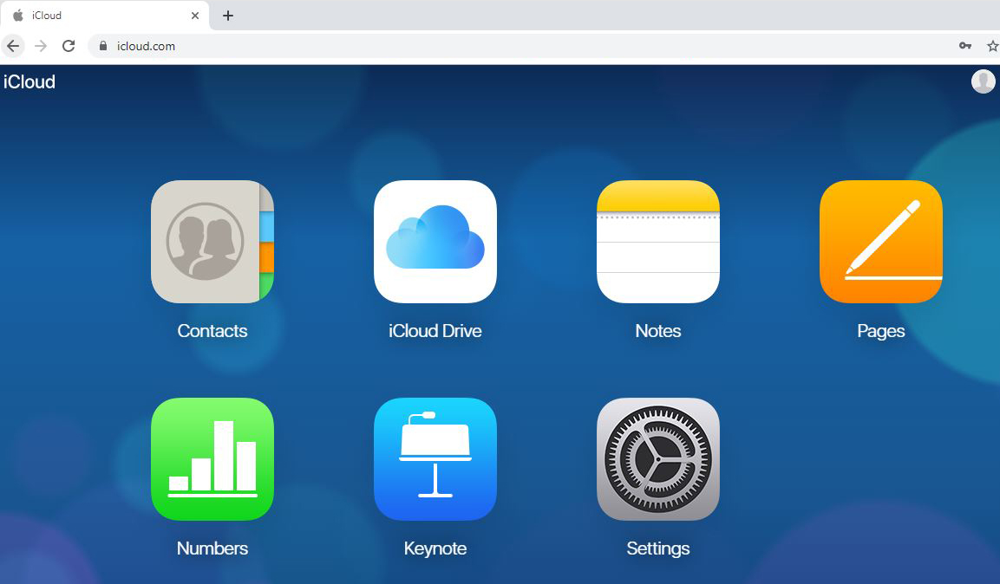 iCloud
icloud.com
iCloud
Contacts
iCloud Drive
Notes
Pages
Numbers
Keynote
Settings